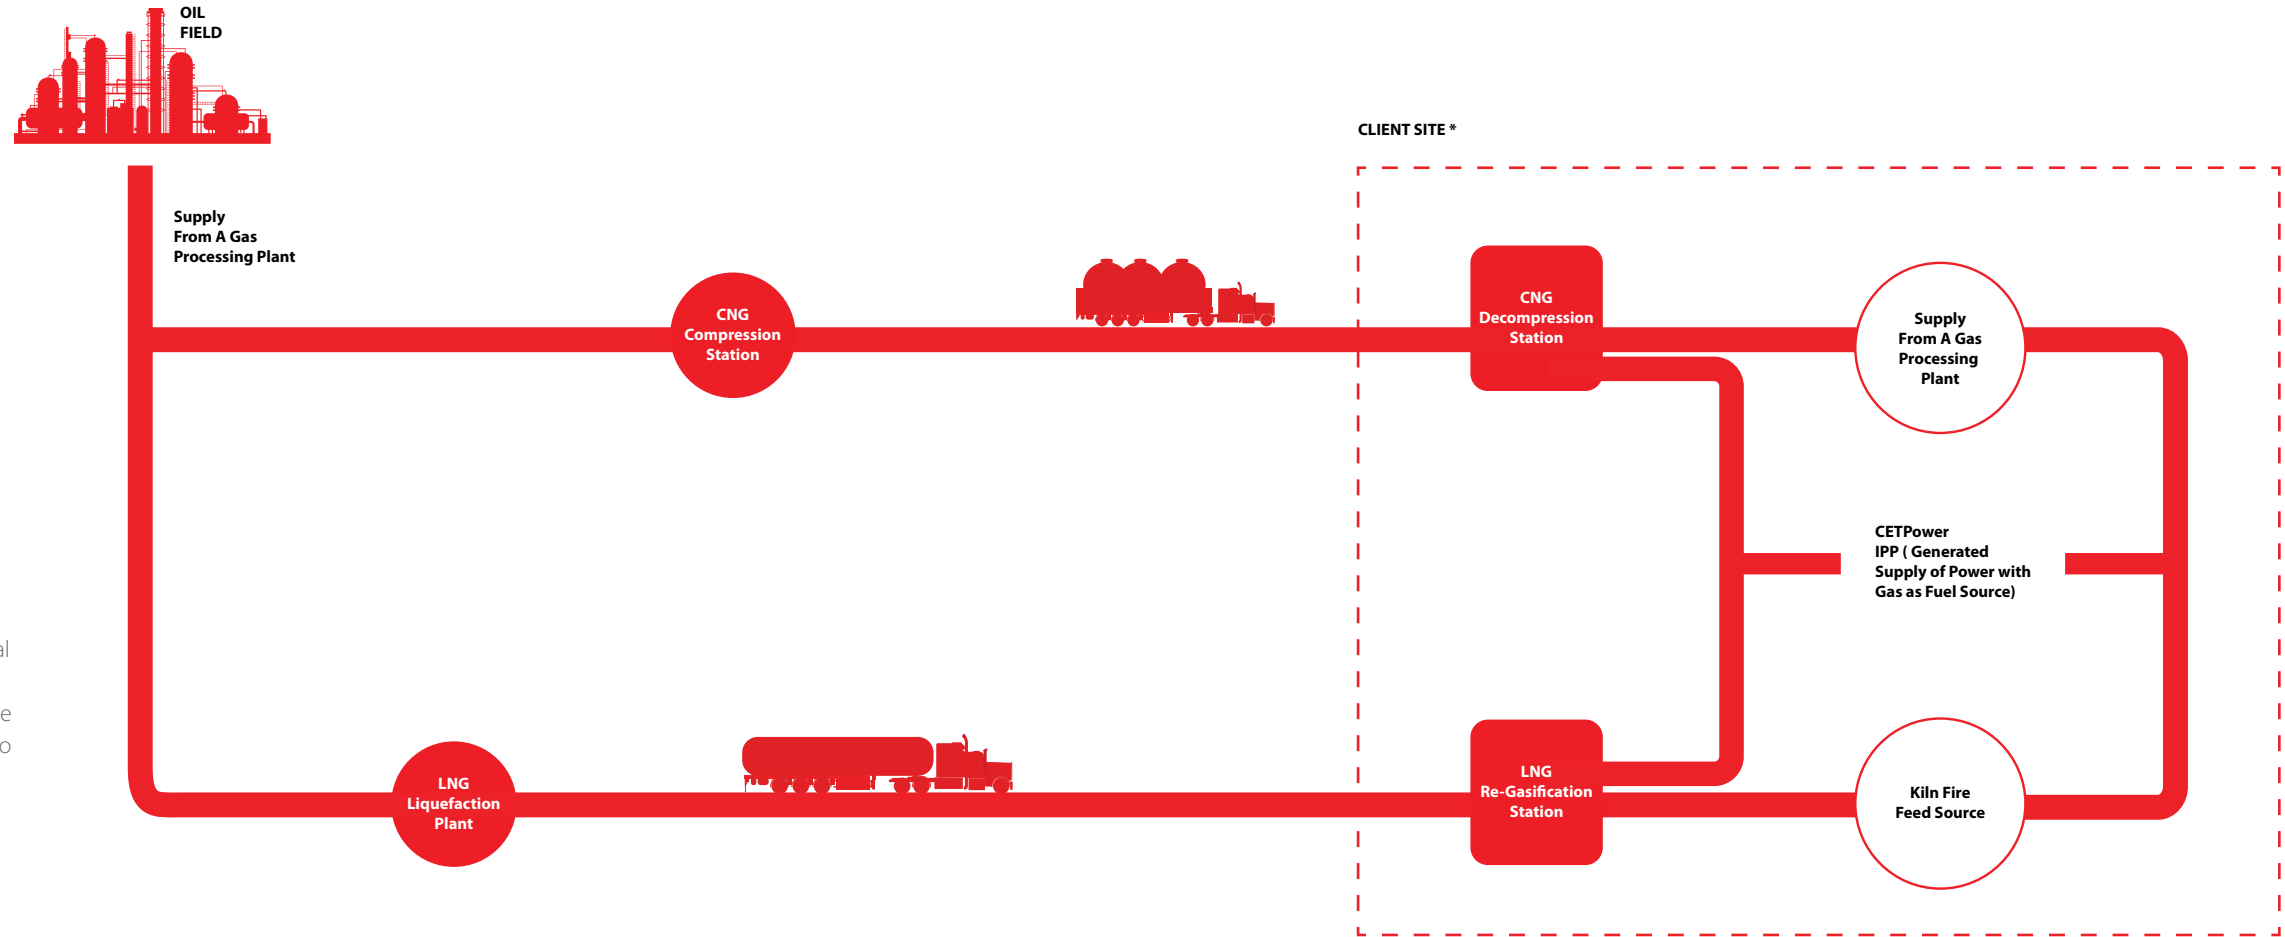 OIL
FIELD
CLIENT SITE *
Supply
From A Gas
Processing Plant
CNG
Compression
Station
CNG
Decompression
Station
Supply
From A Gas
Processing
Plant
CETPower
IPP ( Generated
Supply of Power with
Gas as Fuel Source)
al
e
o
LNG
Liquefaction
Plant
LNG
Re-Gasification
Station
Kiln Fire
Feed Source